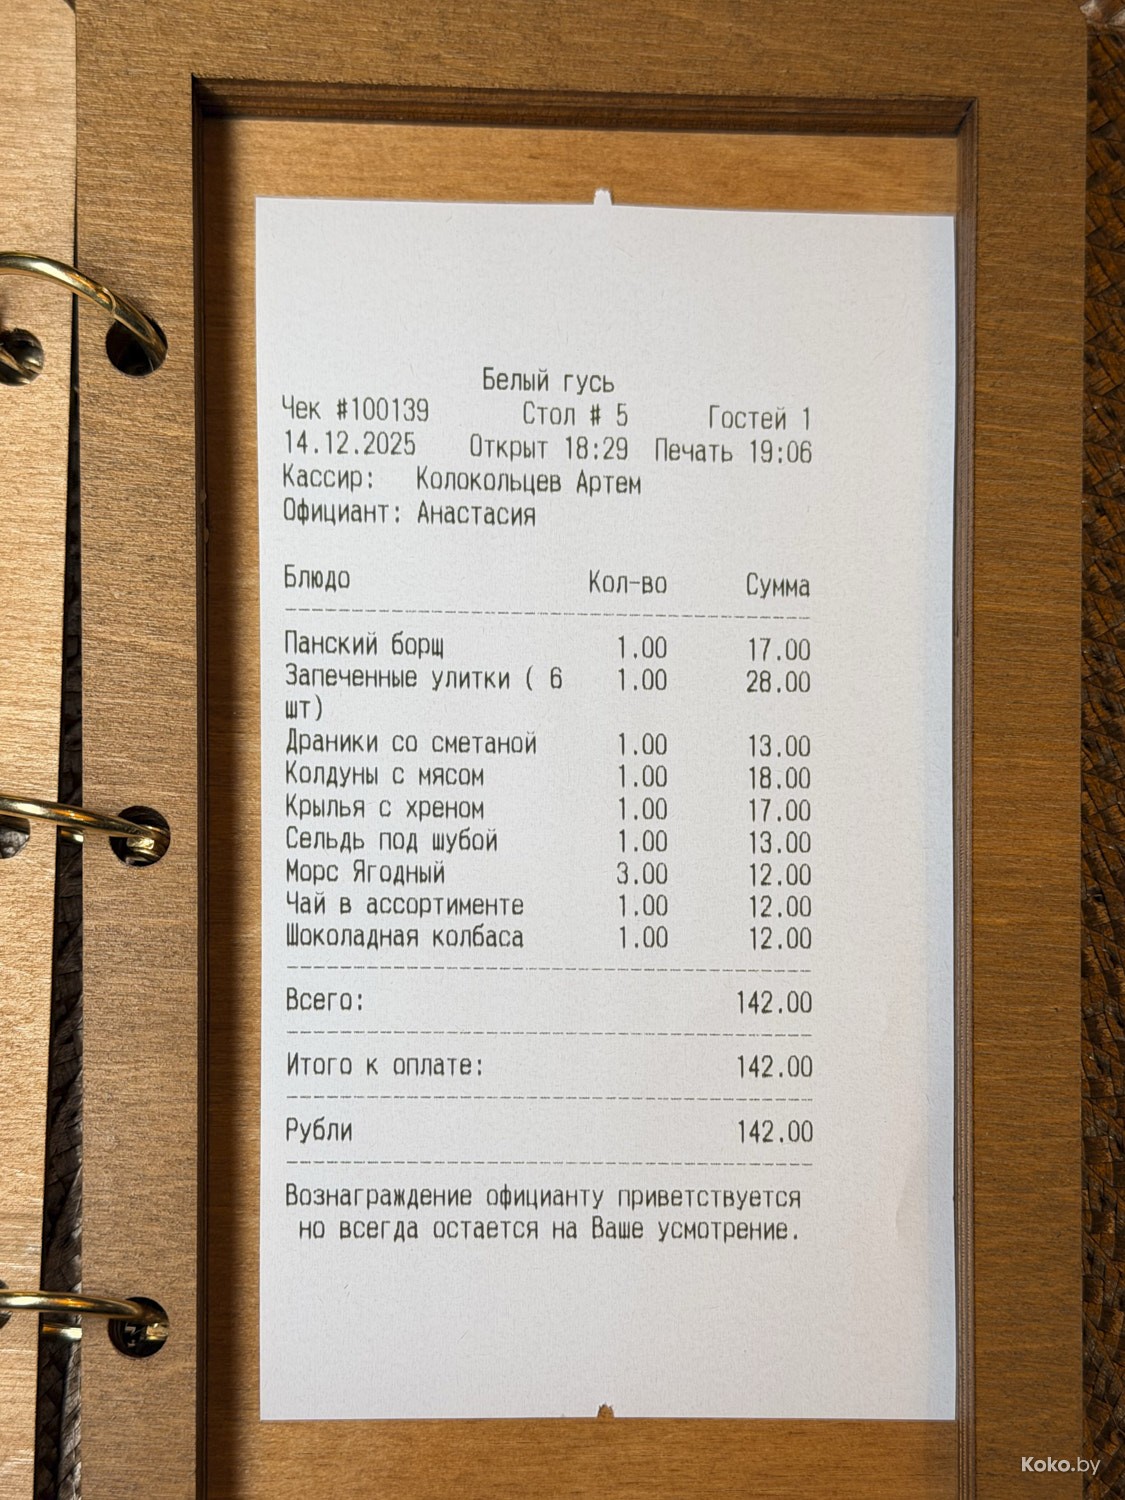 Белый гусь
Чек #100139 Стол # 5 Гостей 1
14.12.2025 Открыт 18:29 Печать 19:06
Кассир: Колокольцев Артем
Официант: Анастасия
Блюдо Кол-во Сумма
Панский борщ 1.00 17.00
Запеченные улитки ( 6 1.00 28.00
шт)
Драники со сметаной 1.00 13.00
Колдуны с мясом 1.00 18.00
Крылья с хреном 1.00 17.00
Сельдь под шубой 1.00 13.00
Морс Ягодный 3.00 12.00
Чай в ассортименте 1.00 12.00
Шоколадная колбаса 1.00 12.00
Всего: 142.00
Итого к оплате: 142.00
Рубли 142.00
Вознаграждение официанту приветствуется
но всегда остается на Ваше усмотрение.
Koko.by